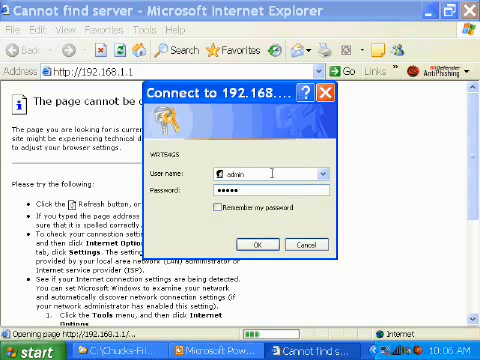 Cannot find server - Microsoft Internet Explorer
File Edit View Favorites Tools Help
Back Search Favorites
Address http://192.168.1.1 Go Links BitDefender AntiPhishing
Connect to 192.168....
The page cannot be
WRT54GS
User name: admin
Password: •••••
Remember my password
OK Cancel
The page you are looking for is curren
site might be experiencing technical d
to adjust your browser settings.
Please try the following:
Click the Refresh button, or
If you typed the page address
sure that it is spelled correctly.
To check your connection settin
and then click Internet Option
tab, click Settings. The setting
provided by your local area network (LAN) administrator or
Internet service provider (ISP).
See if your Internet connection settings are being detected.
You can set Microsoft Windows to examine your network
and automatically discover network connection settings (if
your network administrator has enabled this setting).
1. Click the Tools menu, and then click Internet
Options
Opening page http://192.168.1.1/... Internet
start C:\Chucks-Fil... Microsoft Pow... Cannot find s... 10:06 AM